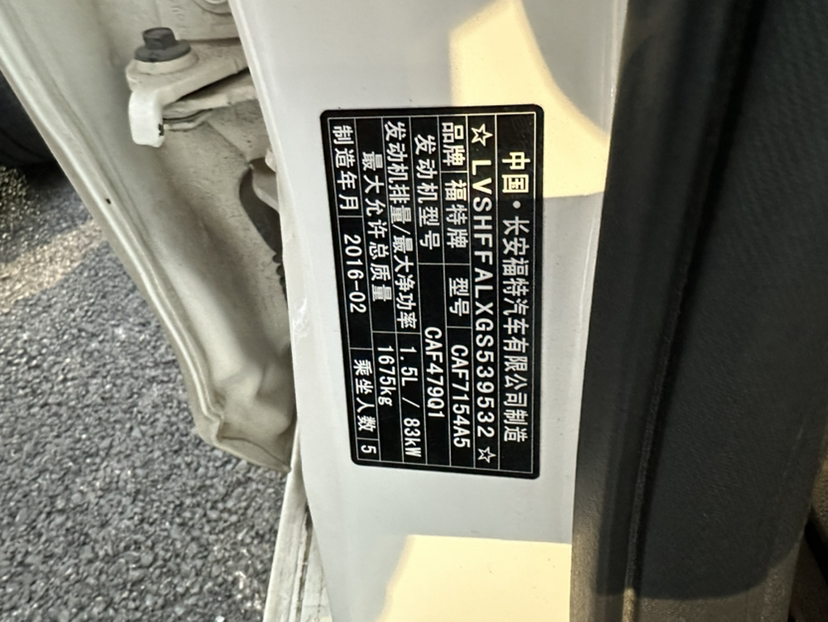 中国·长安福特汽车有限公司制造
☆LVSHFFALXGS539532☆
品牌 福特牌 型号 CAF7154A5
发动机型号 CAF479Q1
发动机排量/最大净功率 1.5L / 83kW
最大允许总质量 1675kg
制造年月 2016-02 乘坐人数 5